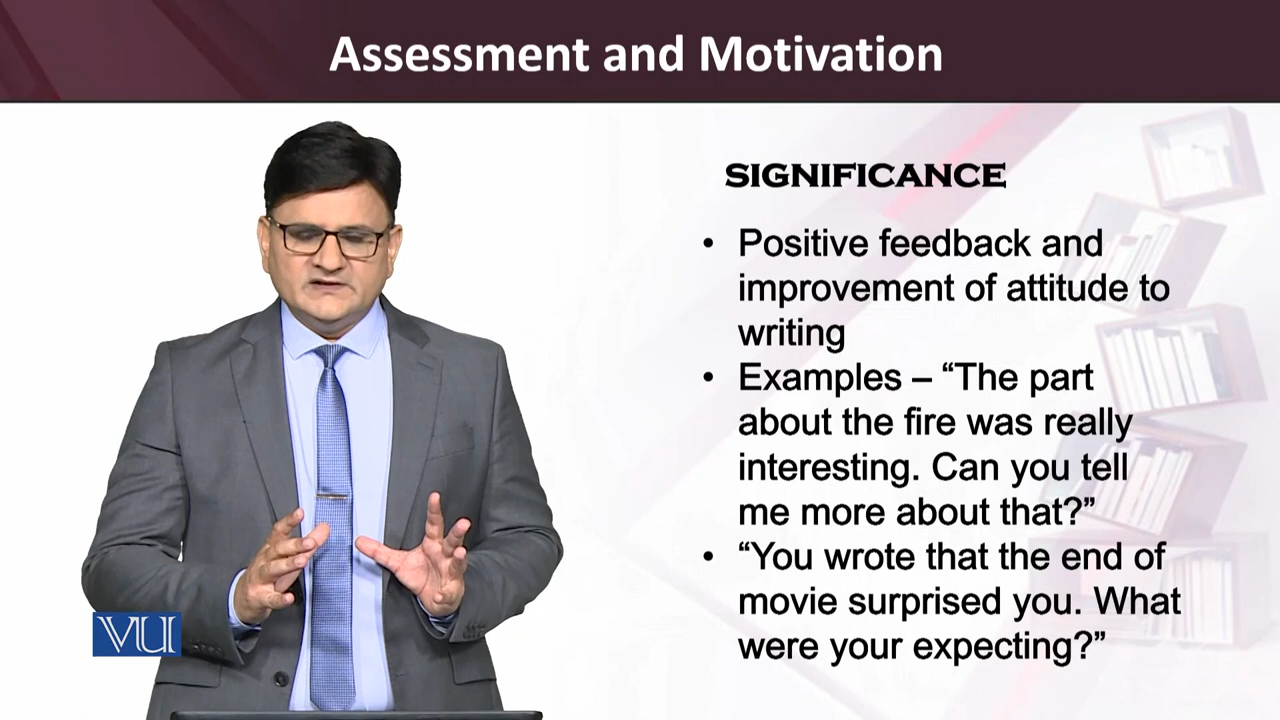 Assessment and Motivation
SIGNIFICANCE
• Positive feedback and
improvement of attitude to
writing
• Examples – “The part
about the fire was really
interesting. Can you tell
me more about that?”
• “You wrote that the end of
movie surprised you. What
were your expecting?”
VU